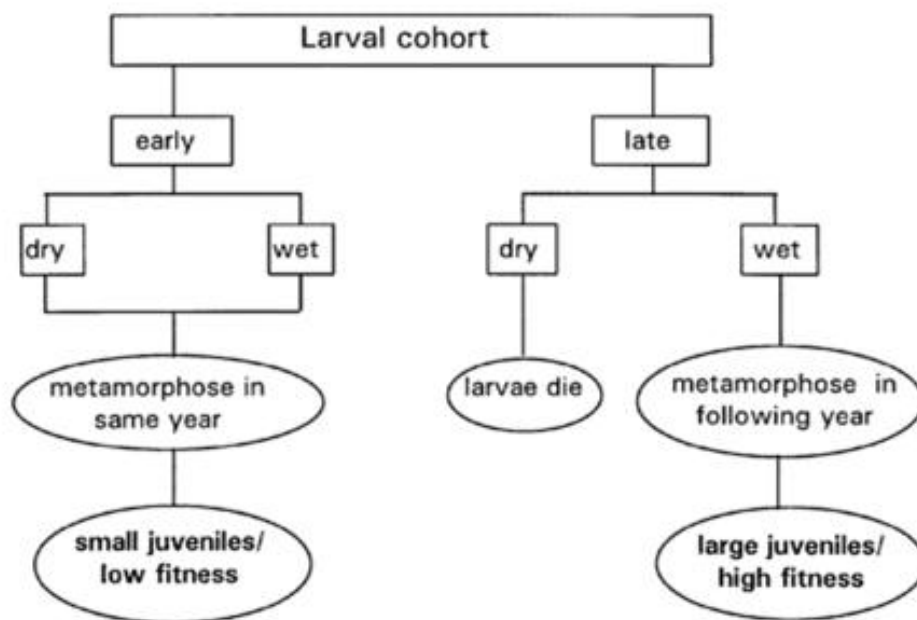 Larval cohort
early
late
dry
wet
dry
wet
metamorphose in
same year
larvae die
metamorphose in
following year
small juveniles/
low fitness
large juveniles/
high fitness